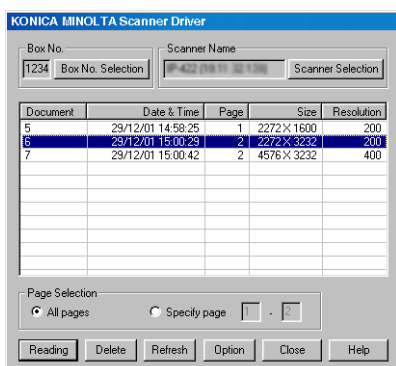 KONICA MINOLTA Scanner Driver
Box No.
Scanner Name
1234 Box No. Selection Scanner Selection
Document Date & Time Page Size Resolution
5 29/12/01 14:58:25 1 2272 X 1600 200
6 29/12/01 15:00:29 2 2272 X 3232 200
7 29/12/01 15:00:42 2 4576 X 3232 400
Page Selection
All pages Specify page 1 . 2
Reading Delete Refresh Option Close Help